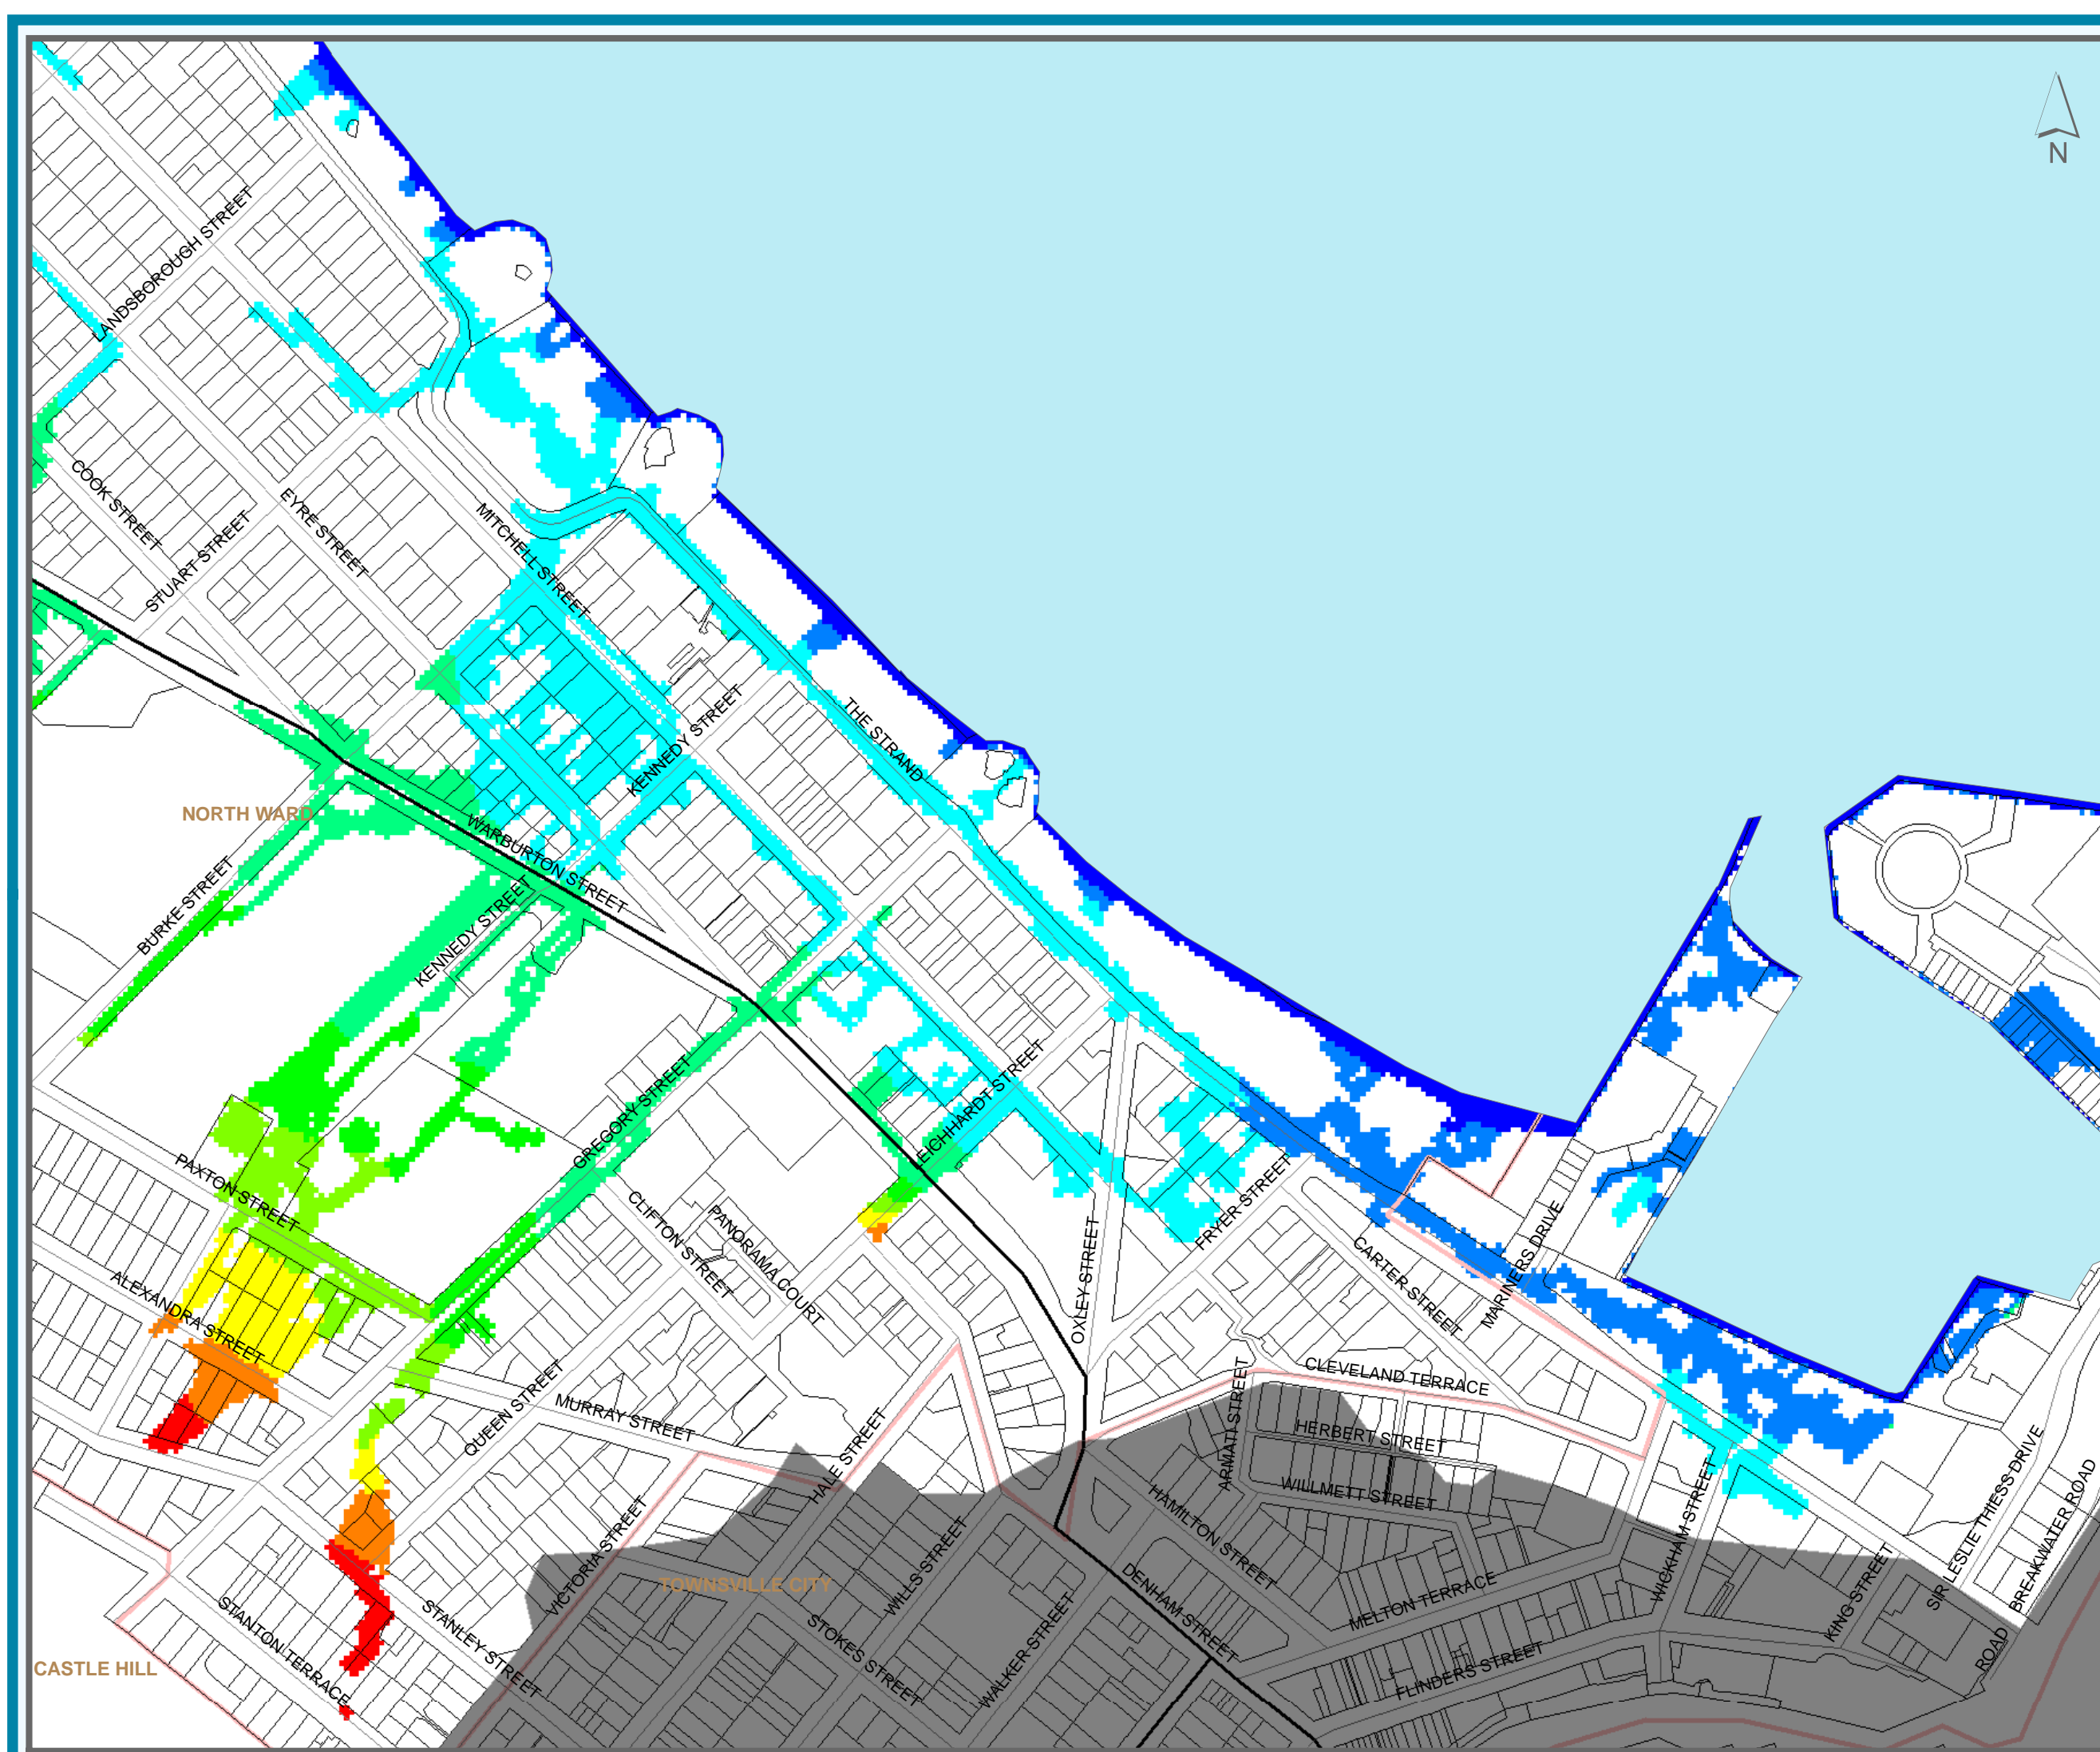 N
LANDSBOROUGH STREET
COOK STREET
STUART STREET
EYRE STREET
MITCHELL STREET
KENNEDY STREET
THE STRAND
NORTH WARD
WARBURTON STREET
BURKE STREET
KENNEDY STREET
GREGORY STREET
LEICHHARDT STREET
PAXTON STREET
CLIFTON STREET
PANORAMA COURT
FRYER STREET
OXLEY STREET
CARTER STREET
MARINERS DRIVE
ALEXANDRA STREET
QUEEN STREET
MURRAY STREET
HALE STREET
ARMATI STREET
CLEVELAND TERRACE
HERBERT STREET
WILLMETT STREET
HAMILTON STREET
WICKHAM STREET
SIR LESLIE THIESS DRIVE
BREAKWATER ROAD
VICTORIA STREET
TOWNSVILLE CITY
WILLS STREET
DENHAM STREET
MELTON TERRACE
KING STREET
STANTON TERRACE
STANLEY STREET
STOKES STREET
WALKER STREET
FLINDERS STREET
ROAD
CASTLE HILL